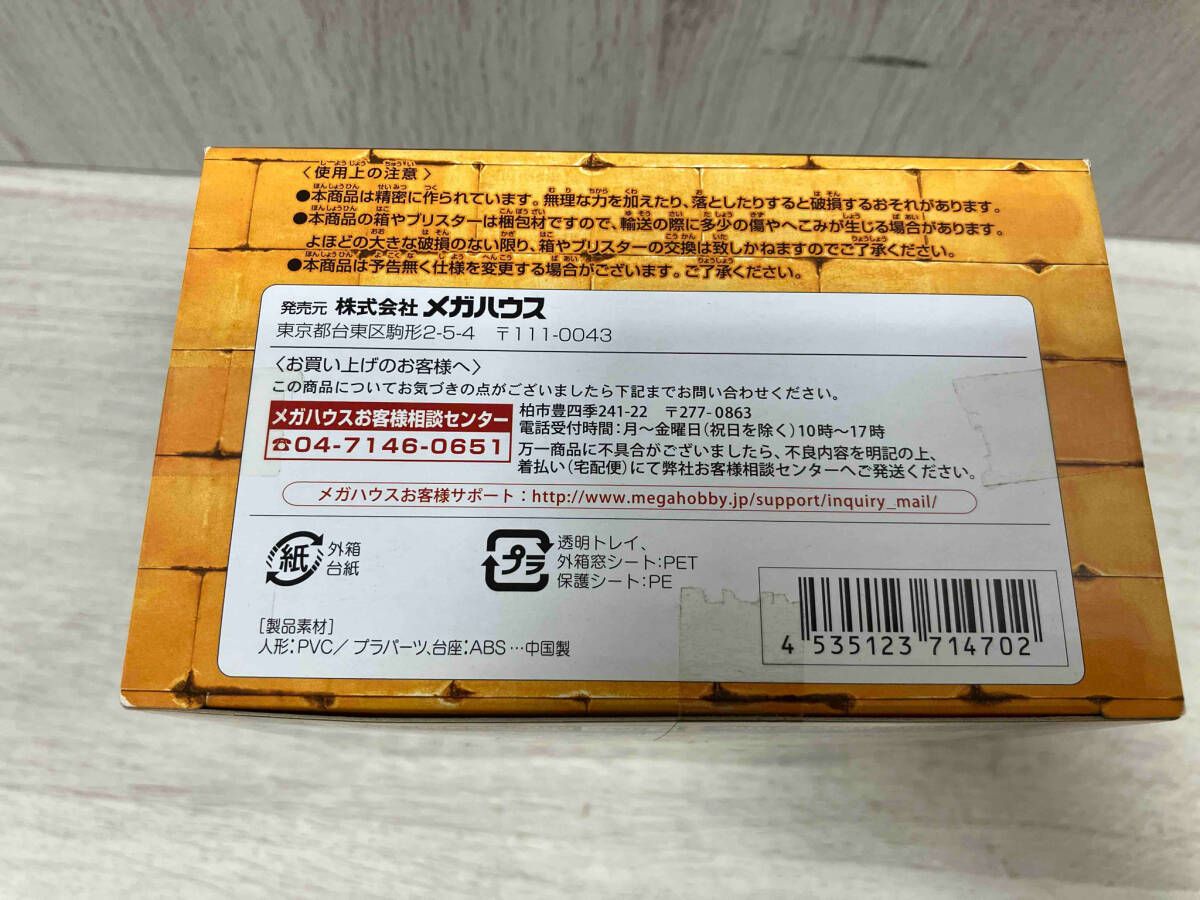 〈使用上の注意〉
●本商品は精密に作られています。無理な力を加えたり、落としたりすると破損するおそれがあります。
●本商品の箱やブリスターは梱包材ですので、輸送の際に多少の傷やへこみが生じる場合があります。
よほどの大きな破損のない限り、箱やブリスターの交換は致しかねますのでご了承ください。
●本商品は予告無く仕様を変更する場合がございます。ご了承ください。
発売元 株式会社 メガハウス
東京都台東区駒形2-5-4 〒111-0043
〈お買い上げのお客様へ〉
この商品についてお気づきの点がございましたら下記までお問い合わせください。
メガハウスお客様相談センター
☎04-7146-0651
柏市豊四季241-22 〒277-0863
電話受付時間:月〜金曜日(祝日を除く)10時〜17時
万一商品に不具合がございましたら、不良内容を明記の上、
着払い(宅配便)にて弊社お客様相談センターへご発送ください。
メガハウスお客様サポート:http://www.megahobby.jp/support/inquiry_mail/
紙
外箱
台紙
プラ
透明トレイ、
外箱窓シート:PET
保護シート:PE
[製品素材]
人形:PVC/プラパーツ、台座:ABS…中国製
4 535123 714702